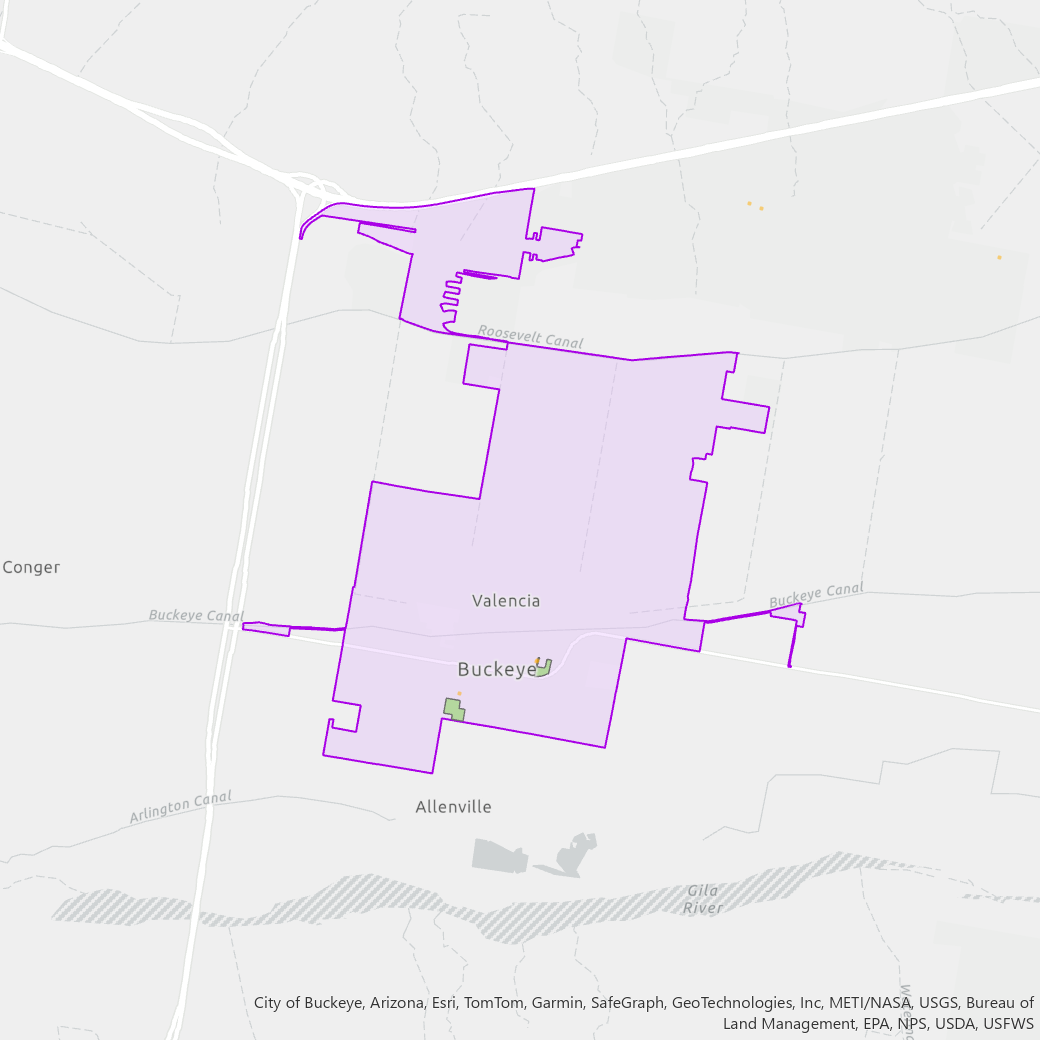 Roosevelt Canal
Conger
Valencia
Buckeye Canal
Buckeye Canal
Buckeye
Arlington Canal
Allenville
Gila
River
City of Buckeye, Arizona, Esri, TomTom, Garmin, SafeGraph, GeoTechnologies, Inc, METI/NASA, USGS, Bureau of
Land Management, EPA, NPS, USDA, USFWS